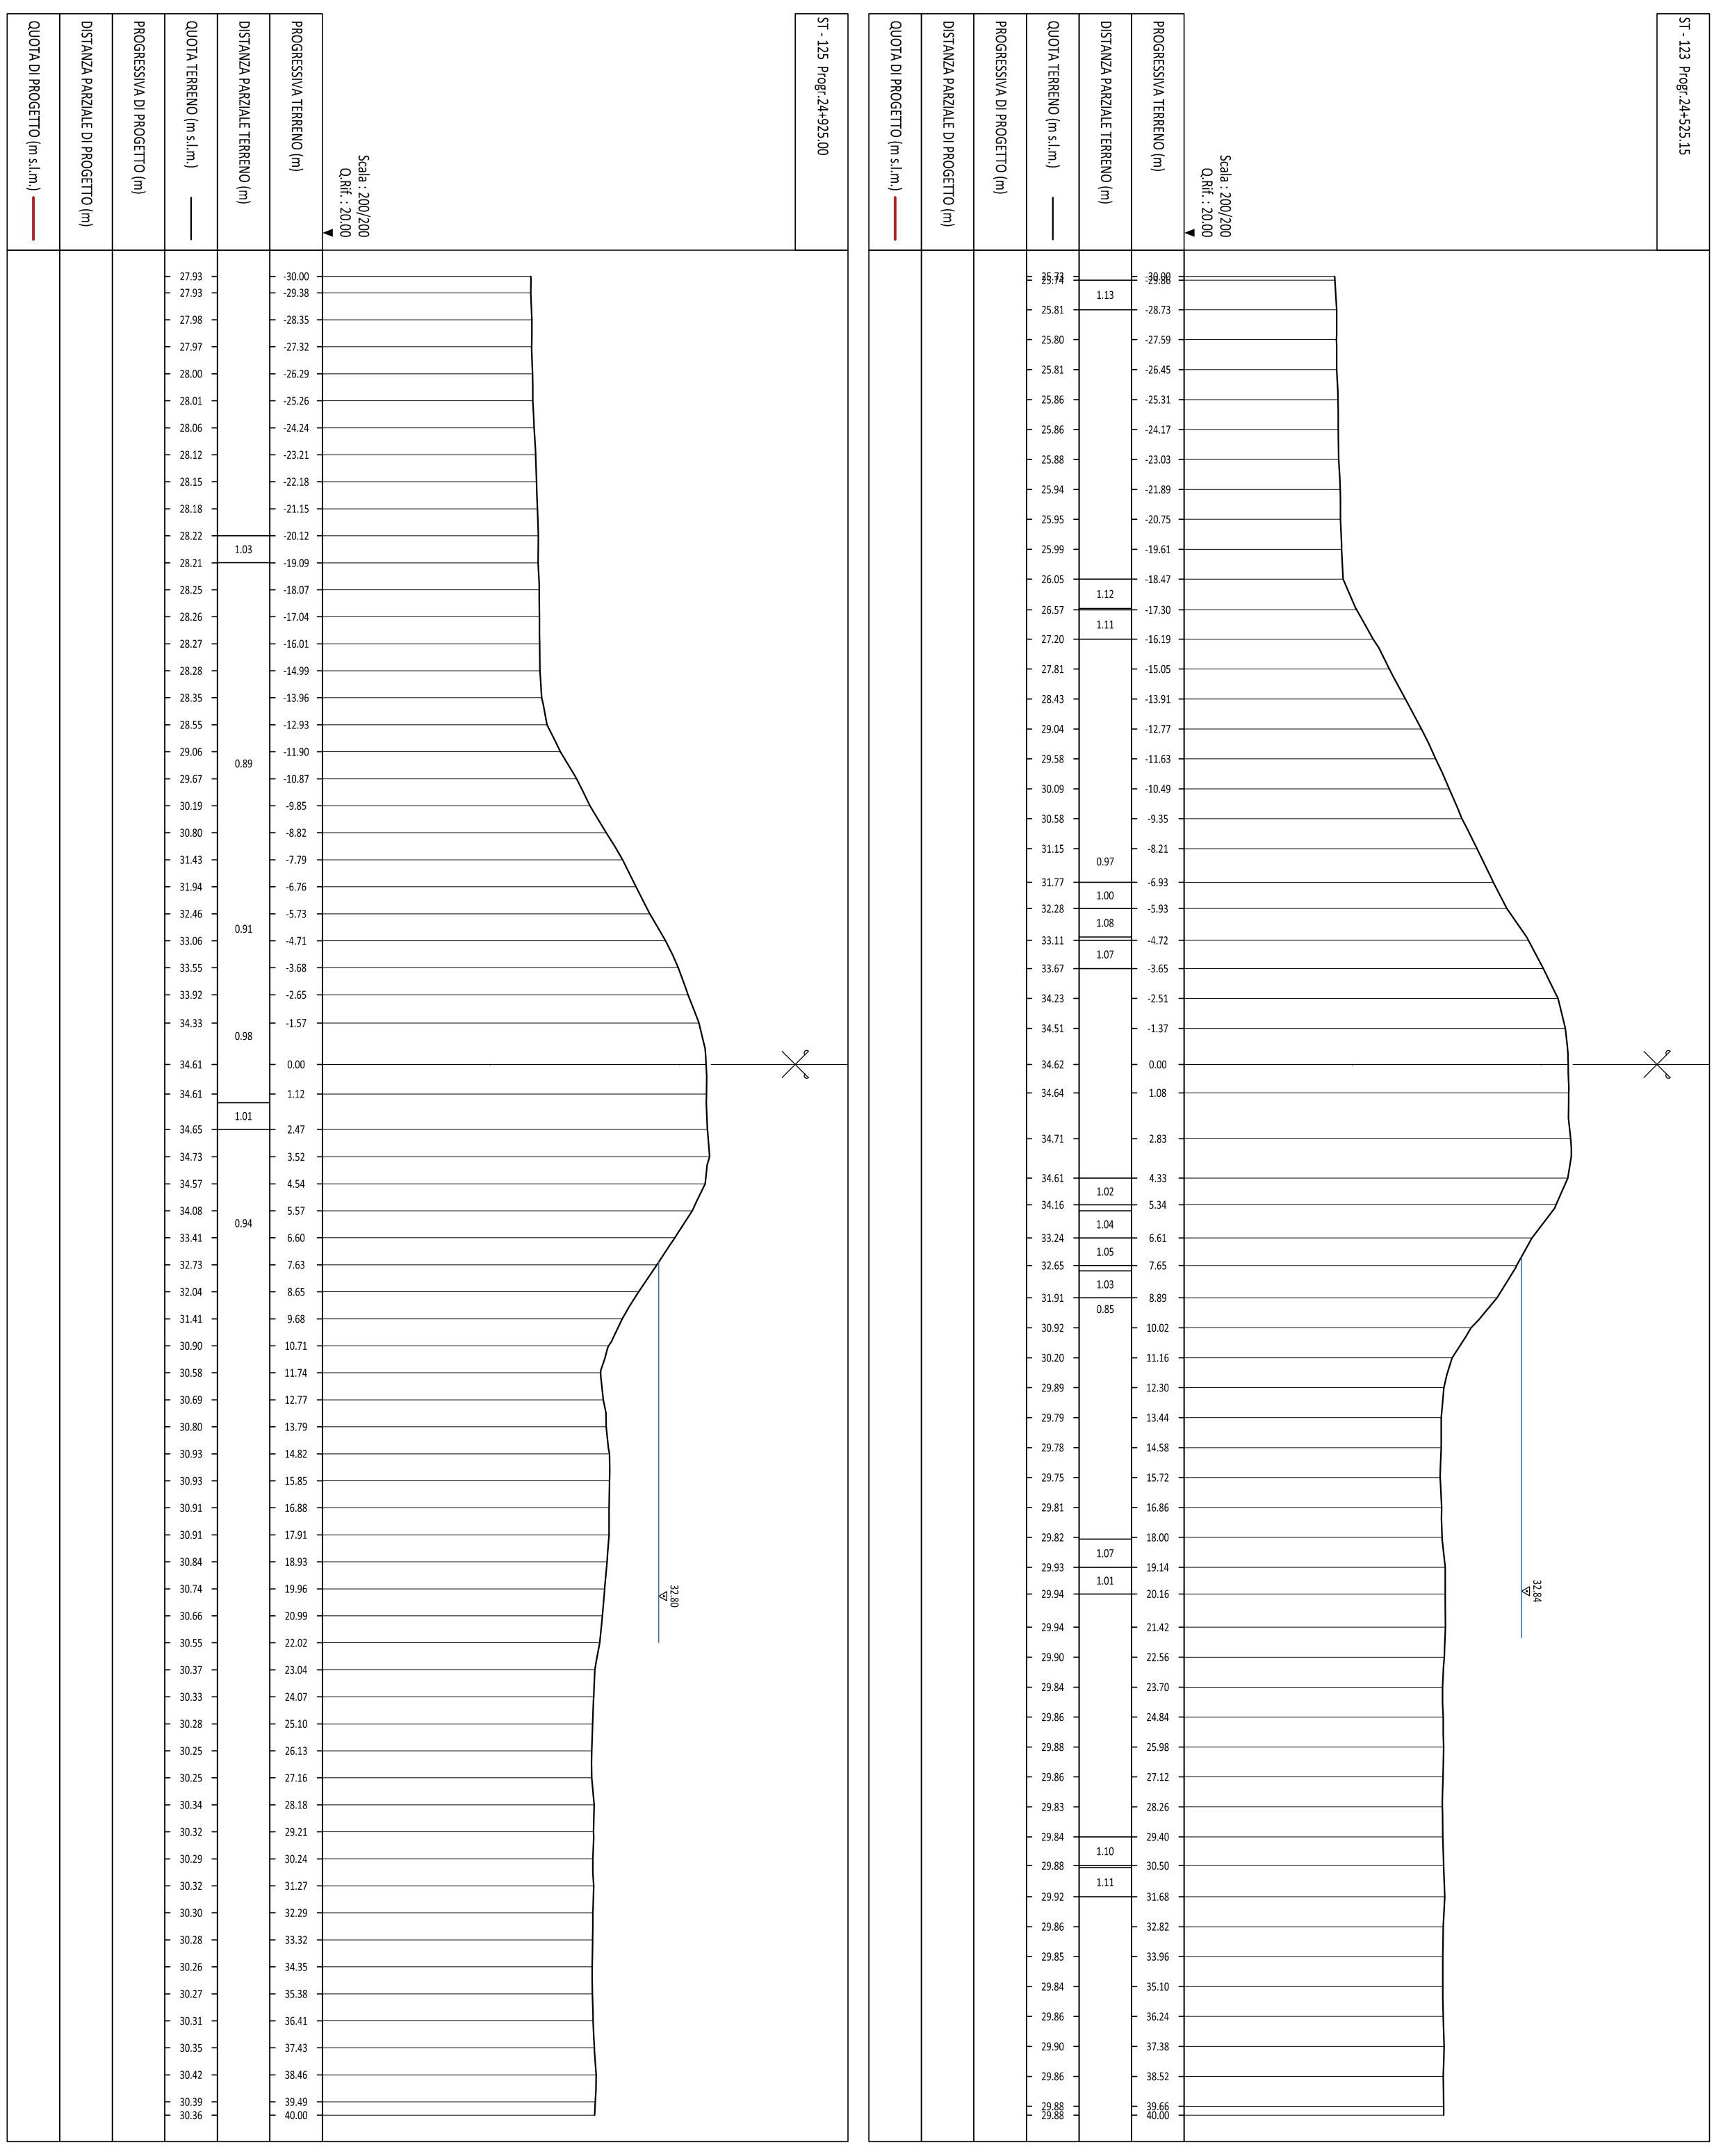 ST - 123 Progr.24+525.15
Scala : 200/200
Q.Rif. : 20.00
32.84
PROGRESSIVA TERRENO (m) -30.00 -29.86 -28.73 -27.59 -26.45 -25.31 -24.17 -23.03 -21.89 -20.75 -19.61 -18.47 -17.30 -16.19 -15.05 -13.91 -12.77 -11.63 -10.49 -9.35 -8.21 -6.93 -5.93 -4.72 -3.65 -2.51 -1.37 0.00 1.08 2.83 4.33 5.34 6.61 7.65 8.89 10.02 11.16 12.30 13.44 14.58 15.72 16.86 18.00 19.14 20.16 21.42 22.56 23.70 24.84 25.98 27.12 28.26 29.40 30.50 31.68 32.82 33.96 35.10 36.24 37.38 38.52 39.66 40.00
DISTANZA PARZIALE TERRENO (m) 1.13 1.12 1.11 0.97 1.00 1.08 1.07 1.02 1.04 1.05 1.03 0.85 1.07 1.01 1.10 1.11
QUOTA TERRENO (m s.l.m.) 25.73 25.74 25.81 25.80 25.81 25.86 25.86 25.88 25.94 25.95 25.99 26.05 26.57 27.20 27.81 28.43 29.04 29.58 30.09 30.58 31.15 31.77 32.28 33.11 33.67 34.23 34.51 34.62 34.64 34.71 34.61 34.16 33.24 32.65 31.91 30.92 30.20 29.89 29.79 29.78 29.75 29.81 29.82 29.93 29.94 29.94 29.90 29.84 29.86 29.88 29.86 29.83 29.84 29.88 29.92 29.86 29.85 29.84 29.86 29.90 29.86 29.88 29.88
PROGRESSIVA DI PROGETTO (m)
DISTANZA PARZIALE DI PROGETTO (m)
QUOTA DI PROGETTO (m s.l.m.)
ST - 125 Progr.24+925.00
Scala : 200/200
Q.Rif. : 20.00
32.80
PROGRESSIVA TERRENO (m) -30.00 -29.38 -28.35 -27.32 -26.29 -25.26 -24.24 -23.21 -22.18 -21.15 -20.12 -19.09 -18.07 -17.04 -16.01 -14.99 -13.96 -12.93 -11.90 -10.87 -9.85 -8.82 -7.79 -6.76 -5.73 -4.71 -3.68 -2.65 -1.57 0.00 1.12 2.47 3.52 4.54 5.57 6.60 7.63 8.65 9.68 10.71 11.74 12.77 13.79 14.82 15.85 16.88 17.91 18.93 19.96 20.99 22.02 23.04 24.07 25.10 26.13 27.16 28.18 29.21 30.24 31.27 32.29 33.32 34.35 35.38 36.41 37.43 38.46 39.49 40.00
DISTANZA PARZIALE TERRENO (m) 1.03 0.89 0.91 0.98 1.01 0.94
QUOTA TERRENO (m s.l.m.) 27.93 27.93 27.98 27.97 28.00 28.01 28.06 28.12 28.15 28.18 28.22 28.21 28.25 28.26 28.27 28.28 28.35 28.55 29.06 29.67 30.19 30.80 31.43 31.94 32.46 33.06 33.55 33.92 34.33 34.61 34.61 34.65 34.73 34.57 34.08 33.41 32.73 32.04 31.41 30.90 30.58 30.69 30.80 30.93 30.93 30.91 30.91 30.84 30.74 30.66 30.55 30.37 30.33 30.28 30.25 30.25 30.34 30.32 30.29 30.32 30.30 30.28 30.26 30.27 30.31 30.35 30.42 30.39 30.36
PROGRESSIVA DI PROGETTO (m)
DISTANZA PARZIALE DI PROGETTO (m)
QUOTA DI PROGETTO (m s.l.m.)